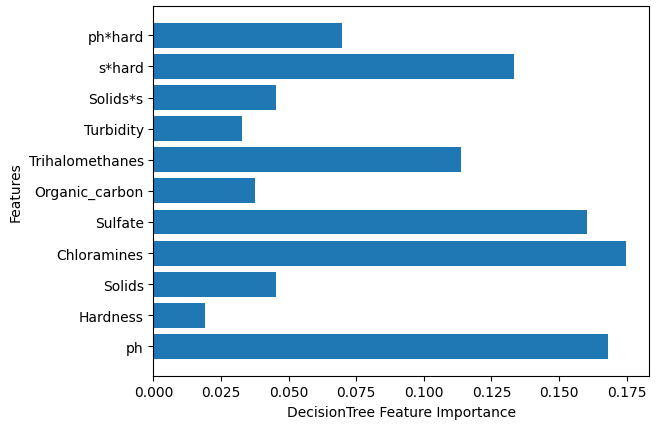 ph*hard
s*hard
Solids*s
Turbidity
Trihalomethanes
Organic_carbon
Sulfate
Chloramines
Solids
Hardness
ph
Features
0.000 0.025 0.050 0.075 0.100 0.125 0.150 0.175
DecisionTree Feature Importance